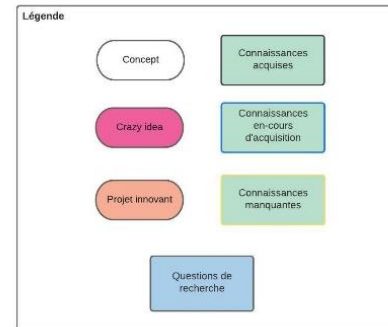 Légende
Concept
Connaissances
acquises
Crazy idea
Connaissances
en-cours
d'acquisition
Projet innovant
Connaissances
manquantes
Questions de
recherche